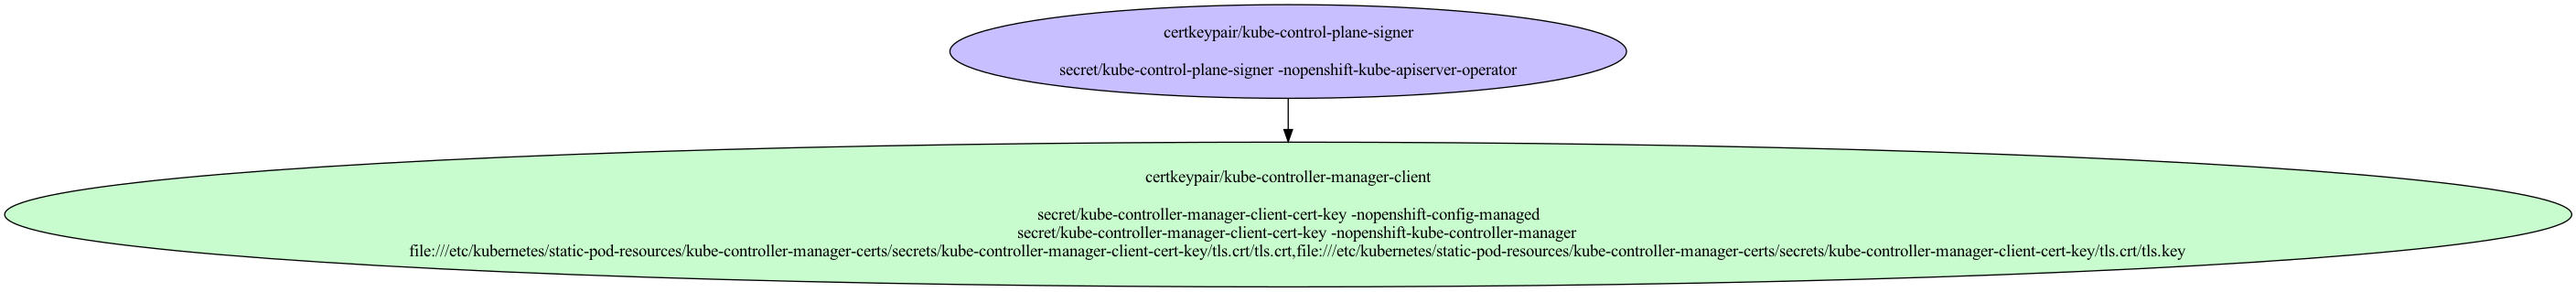 certkeypair/kube-control-plane-signer
secret/kube-control-plane-signer -nopenshift-kube-apiserver-operator
certkeypair/kube-controller-manager-client
secret/kube-controller-manager-client-cert-key -nopenshift-config-managed
secret/kube-controller-manager-client-cert-key -nopenshift-kube-controller-manager
file:///etc/kubernetes/static-pod-resources/kube-controller-manager-certs/secrets/kube-controller-manager-client-cert-key/tls.crt/tls.crt,file:///etc/kubernetes/static-pod-resources/kube-controller-manager-certs/secrets/kube-controller-manager-client-cert-key/tls.crt/tls.key